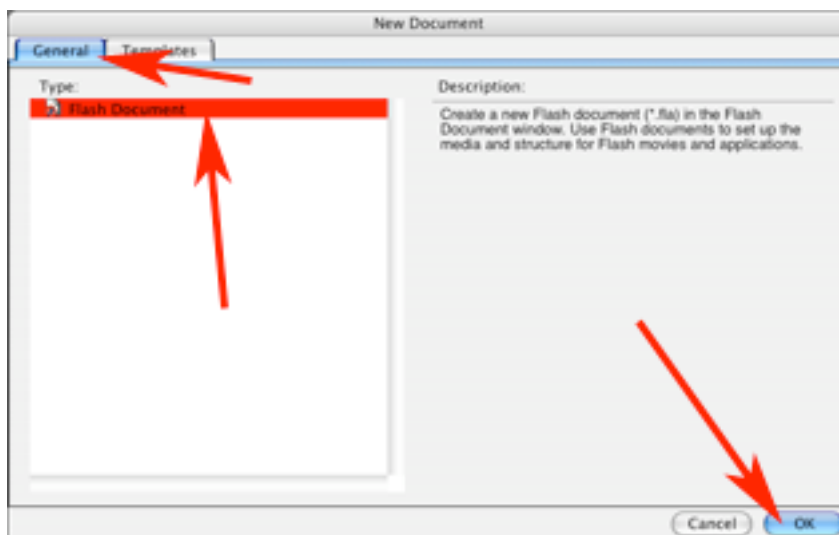 New Document
General Templates
Type:
Flash Document
Description:
Create a new Flash document (*.fla) in the Flash
Document window. Use Flash documents to set up the
media and structure for Flash movies and applications.
Cancel OK